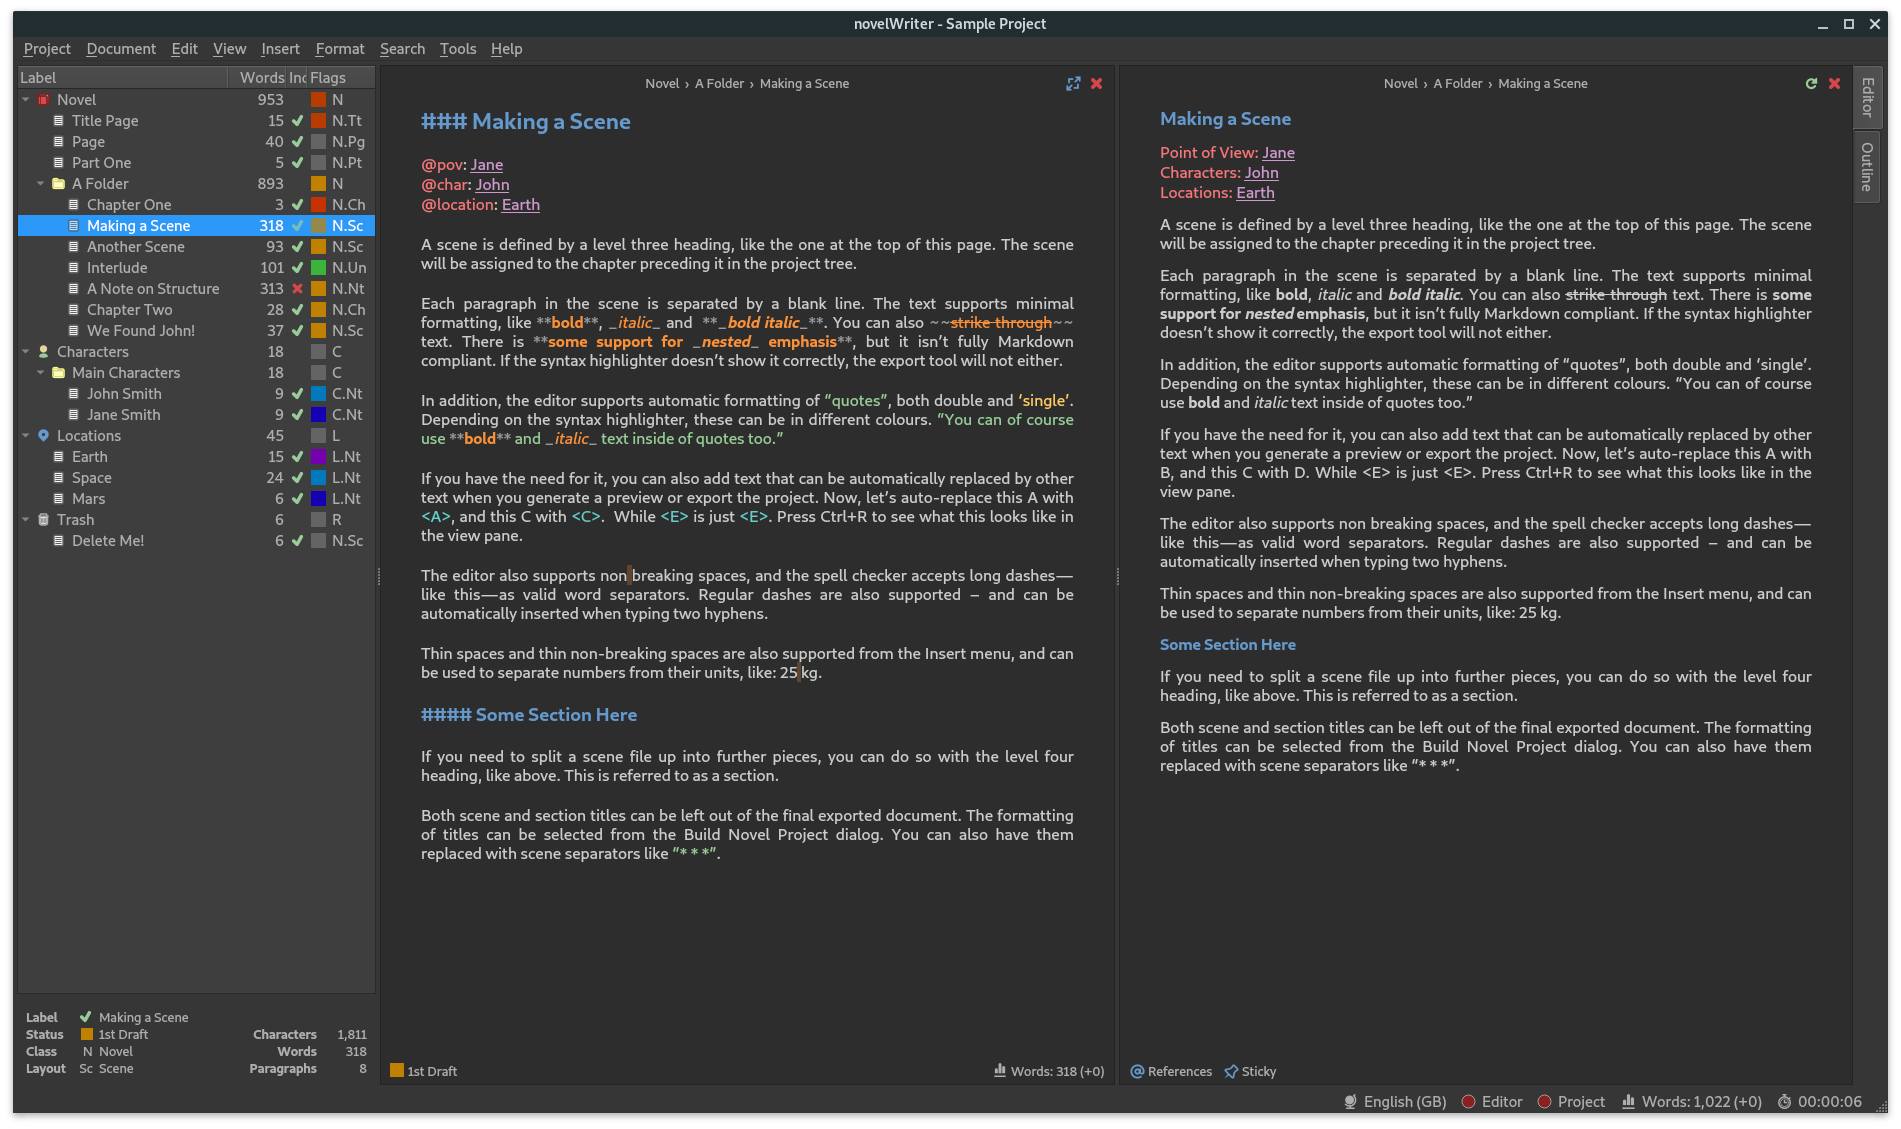 novelWriter - Sample Project
Project Document Edit View Insert Format Search Tools Help
Label Words Inc Flags
Novel 953 N
Title Page 15 N.Tt
Page 40 N.Pg
Part One 5 N.Pt
A Folder 893 N
Chapter One 3 N.Ch
Making a Scene 318 N.Sc
Another Scene 93 N.Sc
Interlude 101 N.Un
A Note on Structure 313 N.Nt
Chapter Two 28 N.Ch
We Found John! 37 N.Sc
Characters 18 C
Main Characters 18 C
John Smith 9 C.Nt
Jane Smith 9 C.Nt
Locations 45 L
Earth 15 L.Nt
Space 24 L.Nt
Mars 6 L.Nt
Trash 6 R
Delete Me! 6 N.Sc
Label Making a Scene
Status 1st Draft Characters 1,811
Class N Novel Words 318
Layout Sc Scene Paragraphs 8
Novel › A Folder › Making a Scene
### Making a Scene
@pov: Jane
@char: John
@location: Earth
A scene is defined by a level three heading, like the one at the top of this page. The scene
will be assigned to the chapter preceding it in the project tree.
Each paragraph in the scene is separated by a blank line. The text supports minimal
formatting, like **bold**, _italic_ and **_bold italic_**. You can also ~~strike through~~
text. There is **some support for _nested_ emphasis**, but it isn’t fully Markdown
compliant. If the syntax highlighter doesn’t show it correctly, the export tool will not either.
In addition, the editor supports automatic formatting of “quotes”, both double and ‘single’.
Depending on the syntax highlighter, these can be in different colours. “You can of course
use **bold** and _italic_ text inside of quotes too.”
If you have the need for it, you can also add text that can be automatically replaced by other
text when you generate a preview or export the project. Now, let’s auto-replace this A with
<A>, and this C with <C>. While <E> is just <E>. Press Ctrl+R to see what this looks like in
the view pane.
The editor also supports non breaking spaces, and the spell checker accepts long dashes—
like this—as valid word separators. Regular dashes are also supported – and can be
automatically inserted when typing two hyphens.
Thin spaces and thin non-breaking spaces are also supported from the Insert menu, and can
be used to separate numbers from their units, like: 25 kg.
#### Some Section Here
If you need to split a scene file up into further pieces, you can do so with the level four
heading, like above. This is referred to as a section.
Both scene and section titles can be left out of the final exported document. The formatting
of titles can be selected from the Build Novel Project dialog. You can also have them
replaced with scene separators like “* * *”.
1st Draft Words: 318 (+0)
Novel › A Folder › Making a Scene
Making a Scene
Point of View: Jane
Characters: John
Locations: Earth
A scene is defined by a level three heading, like the one at the top of this page. The scene
will be assigned to the chapter preceding it in the project tree.
Each paragraph in the scene is separated by a blank line. The text supports minimal
formatting, like bold, italic and bold italic. You can also strike through text. There is some
support for nested emphasis, but it isn’t fully Markdown compliant. If the syntax highlighter
doesn’t show it correctly, the export tool will not either.
In addition, the editor supports automatic formatting of “quotes”, both double and ‘single’.
Depending on the syntax highlighter, these can be in different colours. “You can of course
use bold and italic text inside of quotes too.”
If you have the need for it, you can also add text that can be automatically replaced by other
text when you generate a preview or export the project. Now, let’s auto-replace this A with
B, and this C with D. While <E> is just <E>. Press Ctrl+R to see what this looks like in the
view pane.
The editor also supports non breaking spaces, and the spell checker accepts long dashes—
like this—as valid word separators. Regular dashes are also supported – and can be
automatically inserted when typing two hyphens.
Thin spaces and thin non-breaking spaces are also supported from the Insert menu, and can
be used to separate numbers from their units, like: 25 kg.
Some Section Here
If you need to split a scene file up into further pieces, you can do so with the level four
heading, like above. This is referred to as a section.
Both scene and section titles can be left out of the final exported document. The formatting
of titles can be selected from the Build Novel Project dialog. You can also have them
replaced with scene separators like “* * *”.
References Sticky
Editor
Outline
English (GB) Editor Project Words: 1,022 (+0) 00:00:06